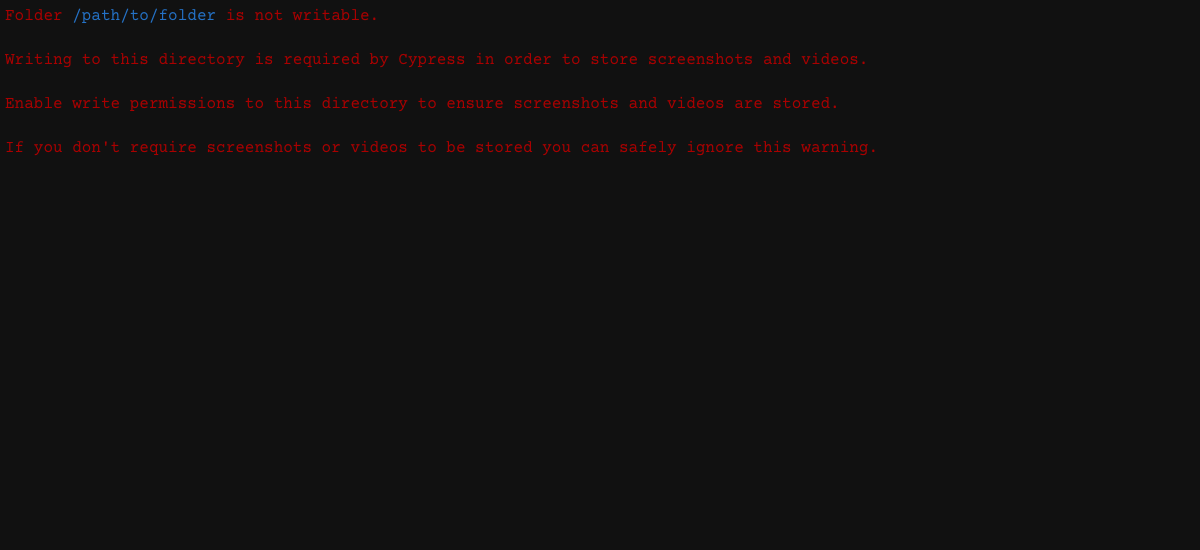 Folder /path/to/folder is not writable.
Writing to this directory is required by Cypress in order to store screenshots and videos.
Enable write permissions to this directory to ensure screenshots and videos are stored.
If you don't require screenshots or videos to be stored you can safely ignore this warning.